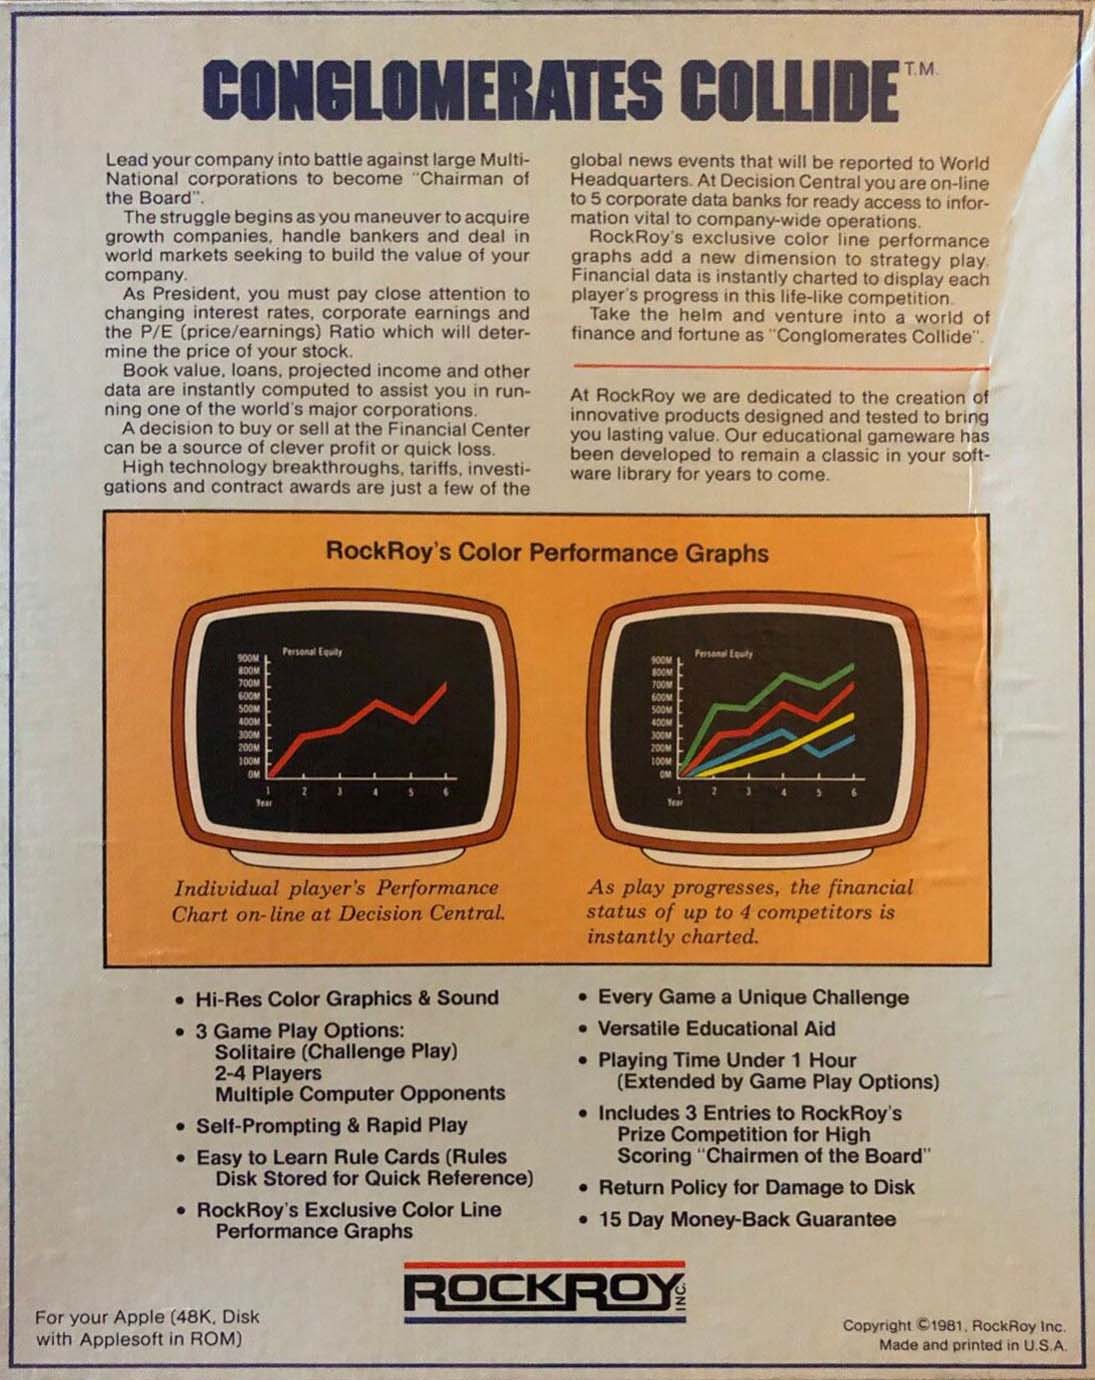 CONGLOMERATES COLLIDE T.M.
Lead your company into battle against large Multi-
National corporations to become "Chairman of
the Board".
The struggle begins as you maneuver to acquire
growth companies, handle bankers and deal in
world markets seeking to build the value of your
company.
As President, you must pay close attention to
changing interest rates, corporate earnings and
the P/E (price/earnings) Ratio which will deter-
mine the price of your stock.
Book value, loans, projected income and other
data are instantly computed to assist you in run-
ning one of the world's major corporations.
A decision to buy or sell at the Financial Center
can be a source of clever profit or quick loss.
High technology breakthroughs, tariffs, investi-
gations and contract awards are just a few of the
global news events that will be reported to World
Headquarters. At Decision Central you are on-line
to 5 corporate data banks for ready access to infor-
mation vital to company-wide operations.
RockRoy's exclusive color line performance
graphs add a new dimension to strategy play.
Financial data is instantly charted to display each
player's progress in this life-like competition.
Take the helm and venture into a world of
finance and fortune as "Conglomerates Collide".
At RockRoy we are dedicated to the creation of
innovative products designed and tested to bring
you lasting value. Our educational gameware has
been developed to remain a classic in your soft-
ware library for years to come.
RockRoy's Color Performance Graphs
Personal Equity
900M
800M
700M
600M
500M
400M
300M
200M
100M
0M
1 2 3 4 5 6
Year
Personal Equity
900M
800M
700M
600M
500M
400M
300M
200M
100M
0M
1 2 3 4 5 6
Year
Individual player's Performance
Chart on-line at Decision Central.
As play progresses, the financial
status of up to 4 competitors is
instantly charted.
• Hi-Res Color Graphics & Sound
• 3 Game Play Options:
Solitaire (Challenge Play)
2-4 Players
Multiple Computer Opponents
• Self-Prompting & Rapid Play
• Easy to Learn Rule Cards (Rules
Disk Stored for Quick Reference)
• RockRoy's Exclusive Color Line
Performance Graphs
• Every Game a Unique Challenge
• Versatile Educational Aid
• Playing Time Under 1 Hour
(Extended by Game Play Options)
• Includes 3 Entries to RockRoy's
Prize Competition for High
Scoring "Chairmen of the Board"
• Return Policy for Damage to Disk
• 15 Day Money-Back Guarantee
ROCKROY INC.
For your Apple (48K, Disk
with Applesoft in ROM)
Copyright ©1981, RockRoy Inc.
Made and printed in U.S.A.